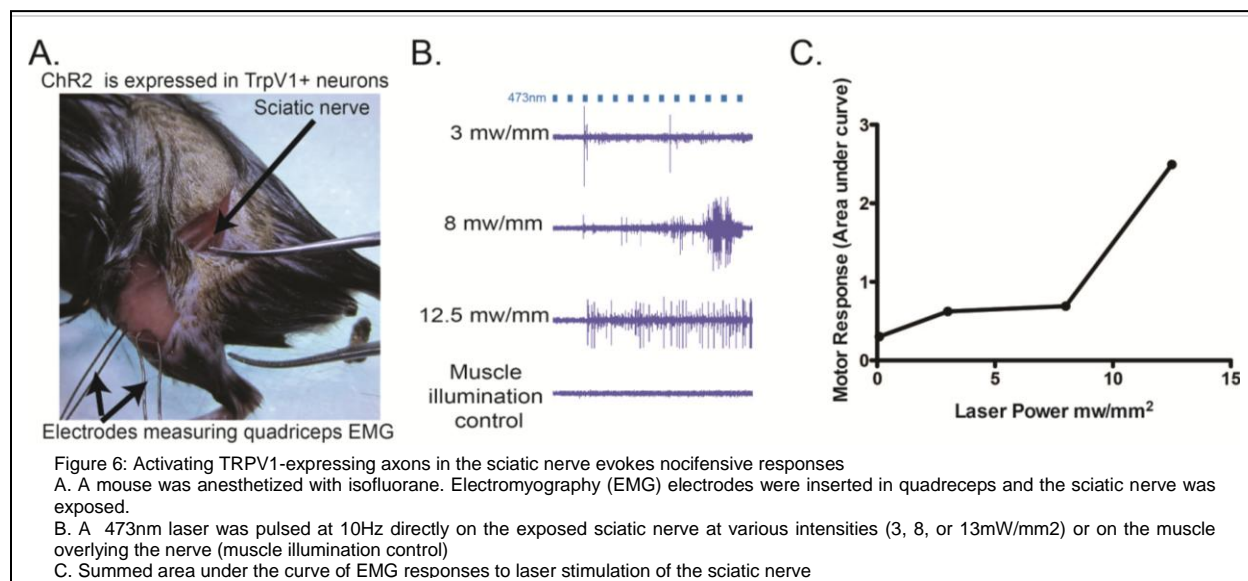 A.
ChR2 is expressed in TrpV1+ neurons
Sciatic nerve
Electrodes measuring quadriceps EMG
B.
473nm
3 mw/mm
8 mw/mm
12.5 mw/mm
Muscle
illumination
control
C.
Motor Response (Area under curve)
3
2
1
0
0
5
10
15
Laser Power mw/mm²
Figure 6: Activating TRPV1-expressing axons in the sciatic nerve evokes nocifensive responses
A. A mouse was anesthetized with isofluorane. Electromyography (EMG) electrodes were inserted in quadreceps and the sciatic nerve was
exposed.
B. A 473nm laser was pulsed at 10Hz directly on the exposed sciatic nerve at various intensities (3, 8, or 13mW/mm2) or on the muscle
overlying the nerve (muscle illumination control)
C. Summed area under the curve of EMG responses to laser stimulation of the sciatic nerve